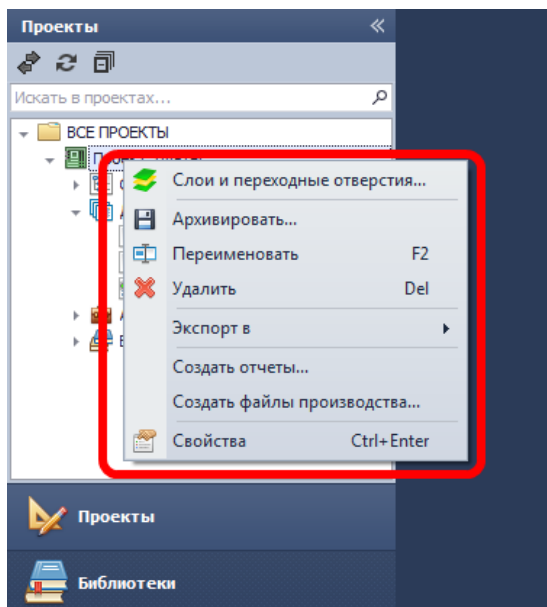 Проекты
Искать в проектах...
ВСЕ ПРОЕКТЫ
Слои и переходные отверстия...
Архивировать...
Переименовать F2
Удалить Del
Экспорт в
Создать отчеты...
Создать файлы производства...
Свойства Ctrl+Enter
Проекты
Библиотеки